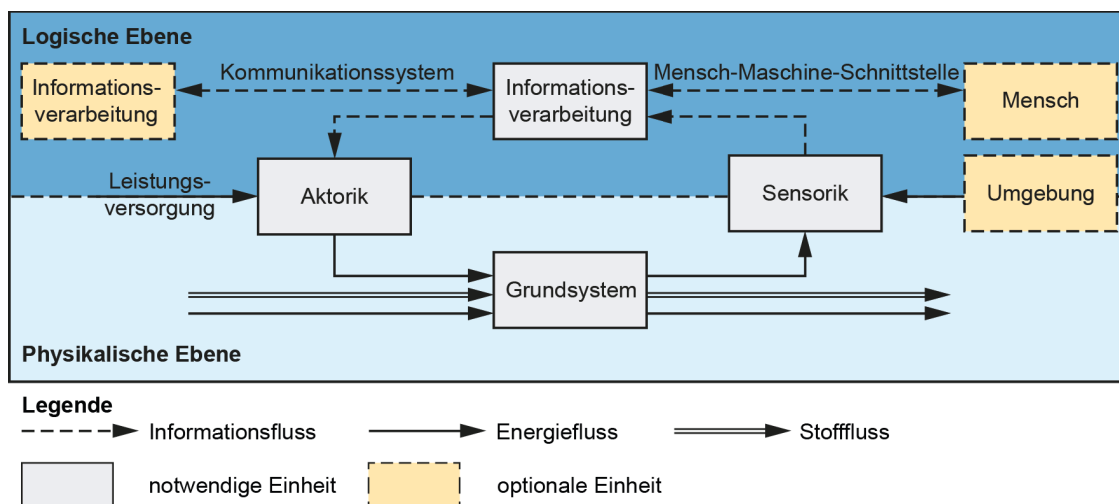 Logische Ebene
Informations-
verarbeitung
Kommunikationssystem
Informations-
verarbeitung
Mensch-Maschine-Schnittstelle
Mensch
Leistungs-
versorgung
Aktorik
Sensorik
Umgebung
Grundsystem
Physikalische Ebene
Legende
Informationsfluss
Energiefluss
Stofffluss
notwendige Einheit
optionale Einheit